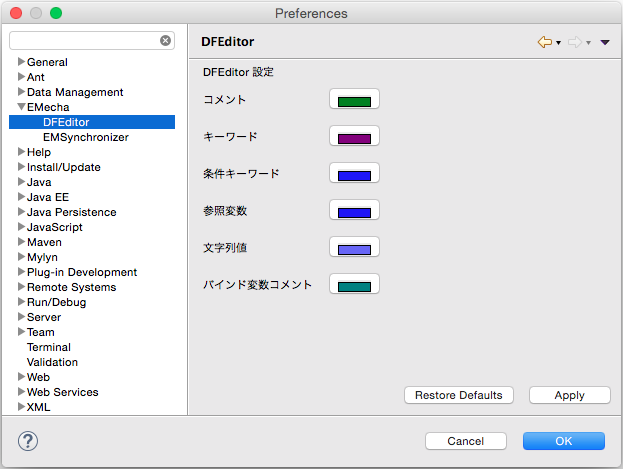 Preferences
General
Ant
Data Management
EMecha
DFEditor
EMSynchronizer
Help
Install/Update
Java
Java EE
Java Persistence
JavaScript
Maven
Mylyn
Plug-in Development
Remote Systems
Run/Debug
Server
Team
Terminal
Validation
Web
Web Services
XML
DFEditor
DFEditor 設定
コメント
キーワード
条件キーワード
参照変数
文字列値
バインド変数コメント
Restore Defaults
Apply
?
Cancel
OK